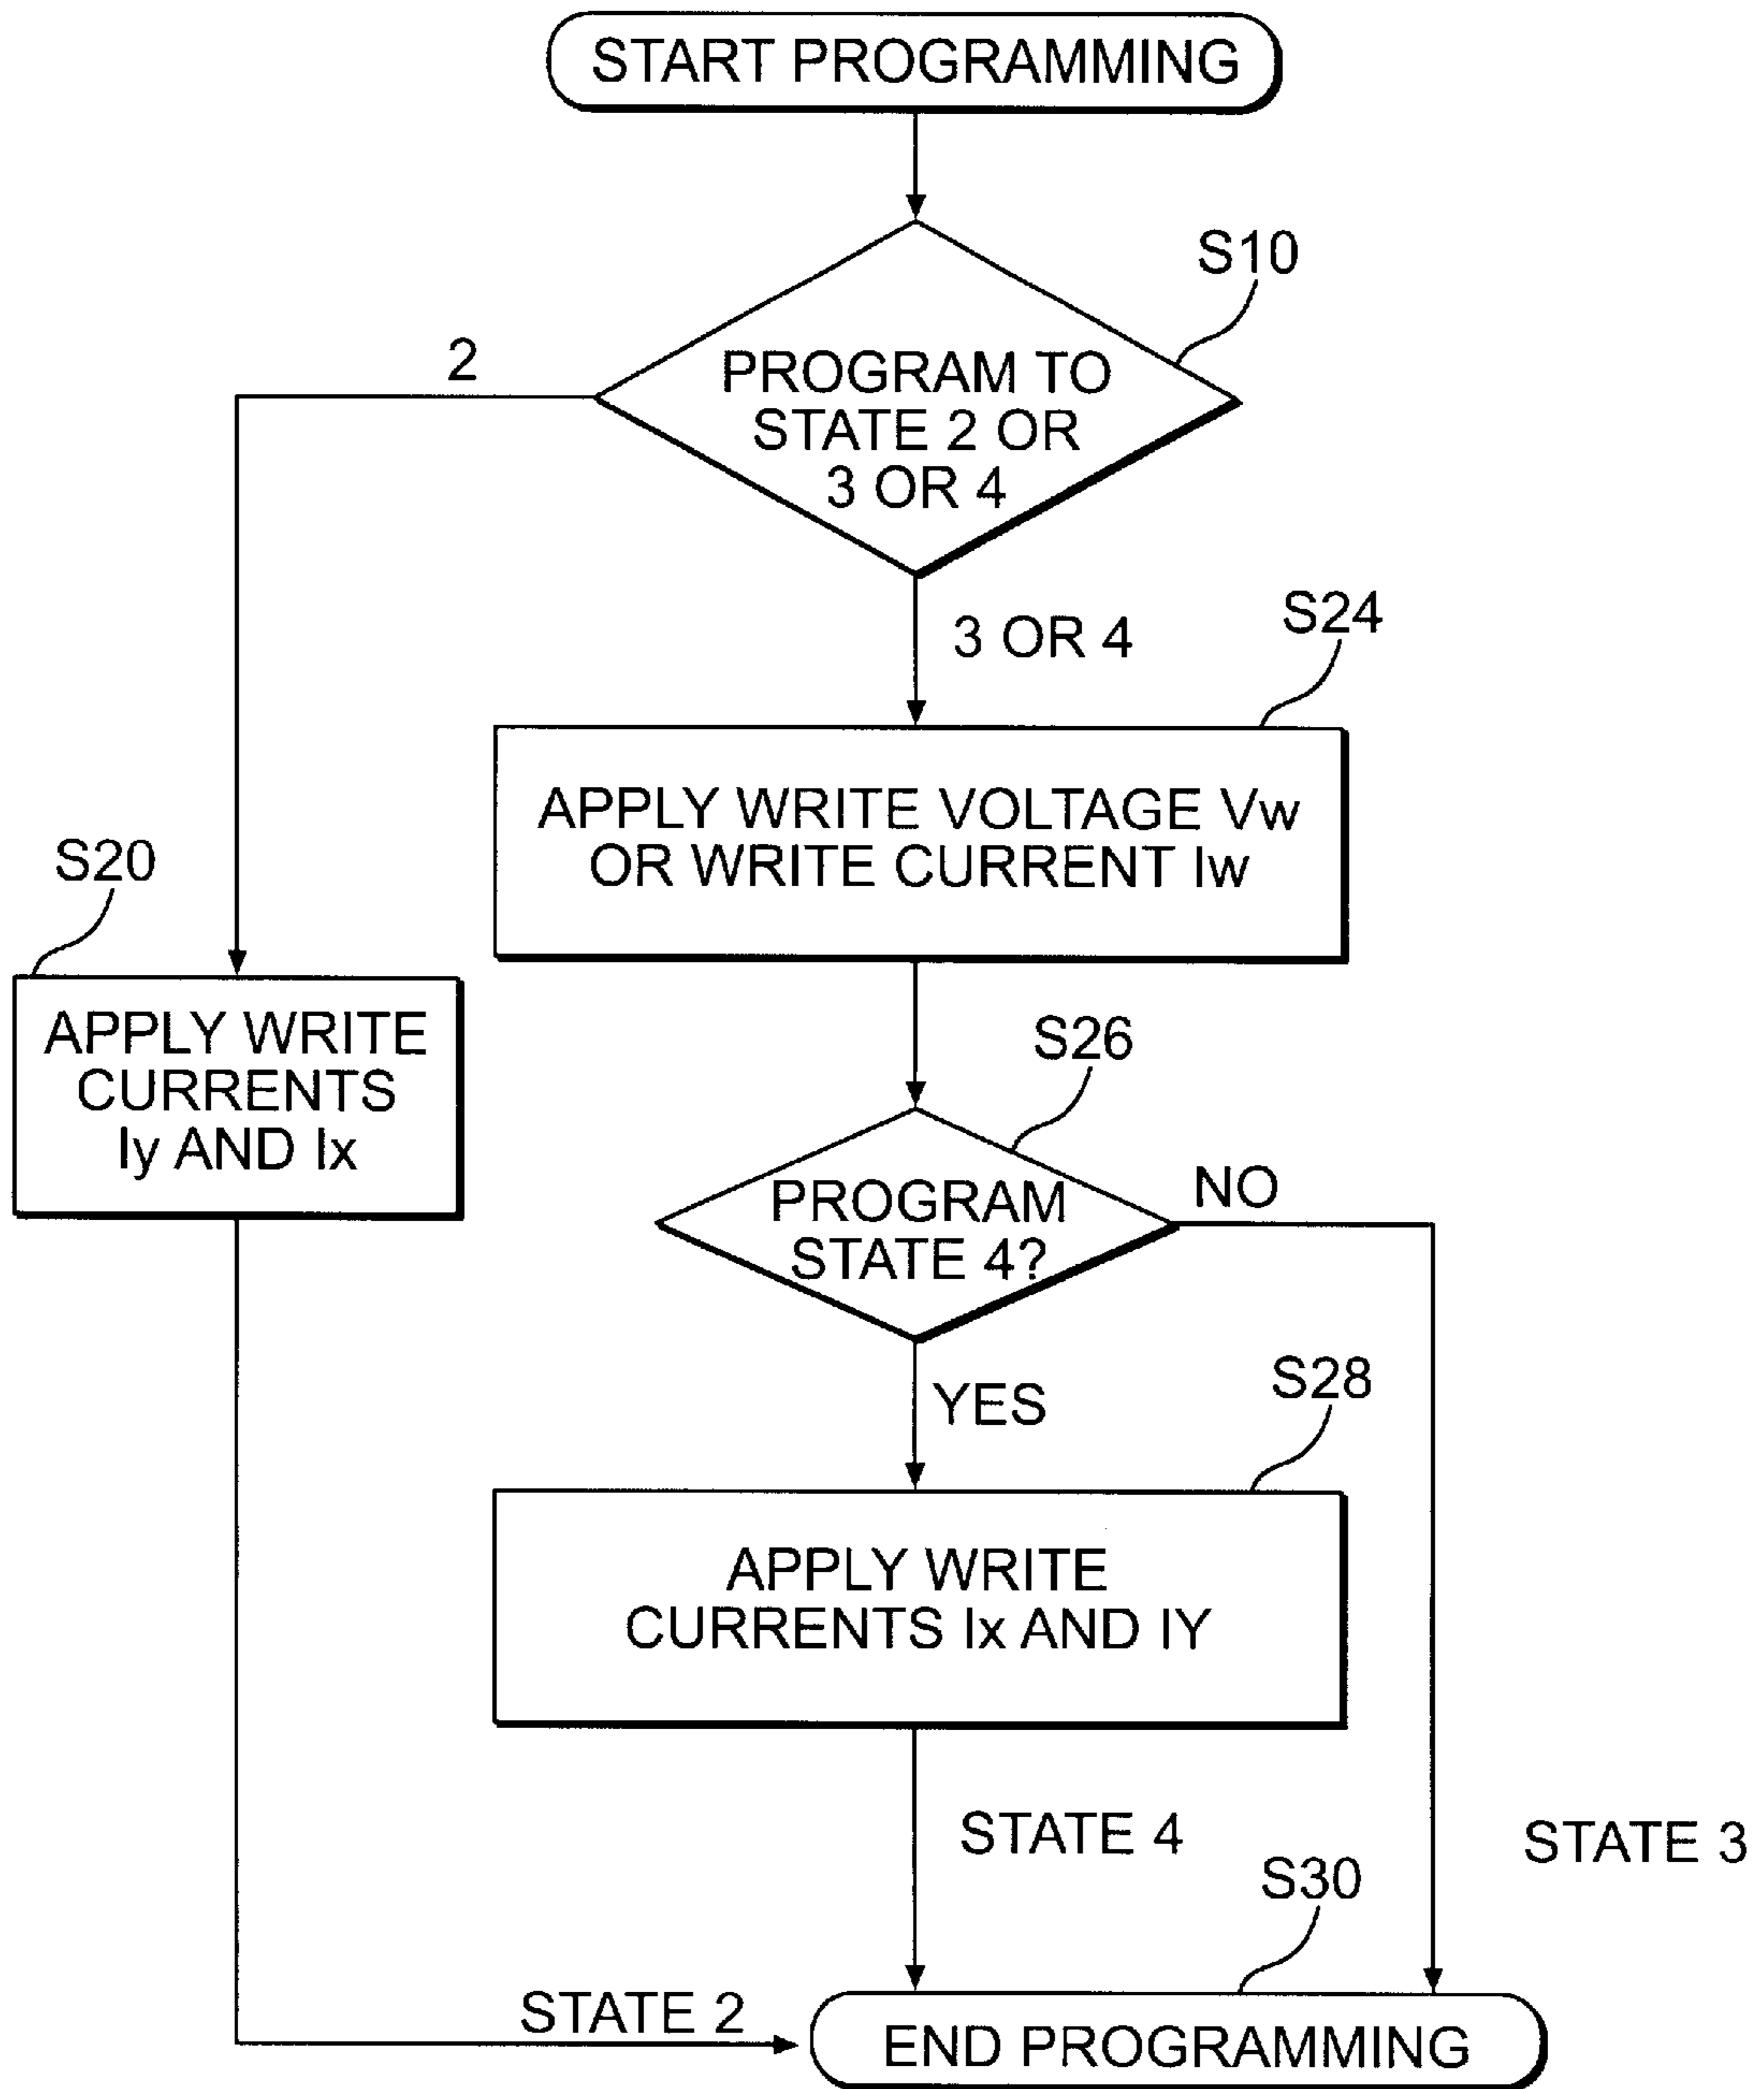 START PROGRAMMING
S10
2
PROGRAM TO
STATE 2 OR
3 OR 4
3 OR 4
S24
APPLY WRITE VOLTAGE Vw
OR WRITE CURRENT Iw
S20
APPLY WRITE
CURRENTS
Iy AND Ix
S26
PROGRAM
STATE 4?
NO
YES
S28
APPLY WRITE
CURRENTS Ix AND IY
STATE 4
STATE 3
S30
STATE 2
END PROGRAMMING